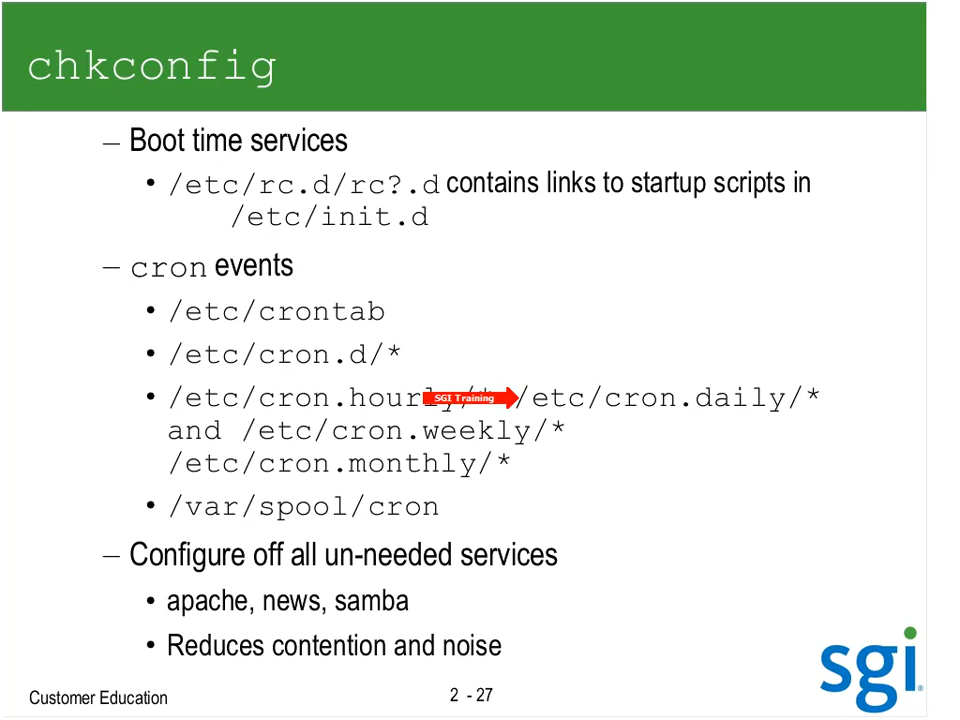 chkconfig
– Boot time services
• /etc/rc.d/rc?.d contains links to startup scripts in
/etc/init.d
– cron events
• /etc/crontab
• /etc/cron.d/*
• /etc/cron.hourly/* /etc/cron.daily/*
SGI Training
and /etc/cron.weekly/*
/etc/cron.monthly/*
• /var/spool/cron
– Configure off all un-needed services
• apache, news, samba
• Reduces contention and noise
sgi®
Customer Education
2 - 27